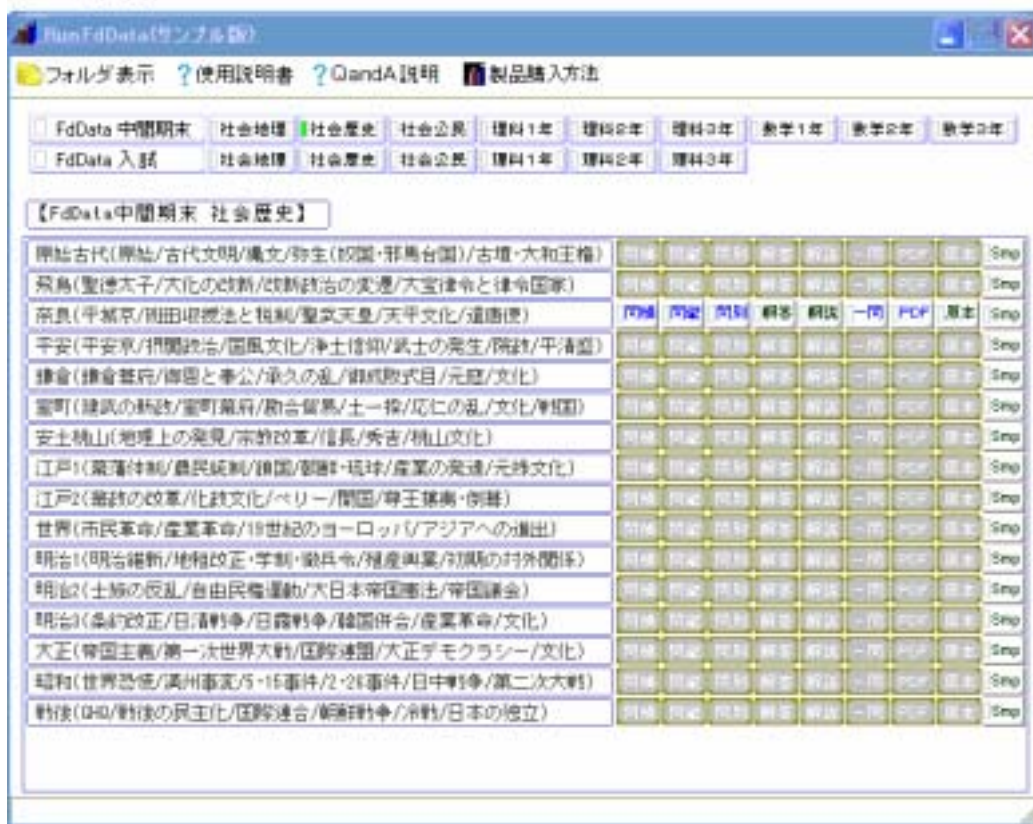 RunFdData(サンプル版)
フォルダ表示 ?使用説明書 ?QandA説明 製品購入方法
FdData 中間期末 社会地理 社会歴史 社会公民 理科1年 理科2年 理科3年 数学1年 数学2年 数学3年
FdData 入試 社会地理 社会歴史 社会公民 理科1年 理科2年 理科3年
【FdData中間期末 社会歴史】
原始古代(原始/古代文明/縄文/弥生(奴国・邪馬台国)/古墳・大和王権) Smp
飛鳥(聖徳太子/大化の改新/改新政治の変遷/大宝律令と律令国家) Smp
奈良(平城京/班田収授法と税制/聖武天皇/天平文化/遣唐使) 問縦 問縦 問別 解答 解説 一問 PDF 原本 Smp
平安(平安京/摂関政治/国風文化/浄土信仰/武士の発生/院政/平清盛) Smp
鎌倉(鎌倉幕府/御恩と奉公/承久の乱/御成敗式目/元寇/文化) Smp
室町(建武の新政/室町幕府/勘合貿易/土一揆/応仁の乱/文化/戦国) Smp
安土桃山(地理上の発見/宗教改革/信長/秀吉/桃山文化) Smp
江戸1(幕藩体制/農民統制/鎖国/朝鮮・琉球/産業の発達/元禄文化) Smp
江戸2(幕政の改革/化政文化/ペリー/開国/尊王攘夷・倒幕) Smp
世界(市民革命/産業革命/19世紀のヨーロッパ/アジアへの進出) Smp
明治1(明治維新/地租改正・学制・徴兵令/殖産興業/初期の対外関係) Smp
明治2(士族の反乱/自由民権運動/大日本帝国憲法/帝国議会) Smp
明治3(条約改正/日清戦争/日露戦争/韓国併合/産業革命/文化) Smp
大正(帝国主義/第一次世界大戦/国際連盟/大正デモクラシー/文化) Smp
昭和(世界恐慌/満州事変/5・15事件/2・26事件/日中戦争/第二次大戦) Smp
戦後(GHQ/戦後の民主化/国際連合/朝鮮戦争/冷戦/日本の独立) Smp